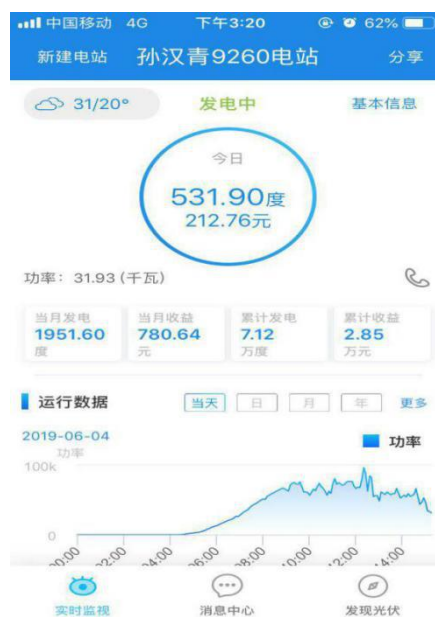 中国移动 4G 下午3:20 62%
新建电站 孙汉青9260电站 分享
31/20° 发电中 基本信息
今日
531.90度
212.76元
功率：31.93(千瓦)
当月发电 当月收益 累计发电 累计收益
1951.60 780.64 7.12 2.85
度 元 万度 万元
运行数据 当天 日 月 年 更多
2019-06-04 功率
功率
100k
0
00:00 02:00 04:00 06:00 08:00 10:00 12:00 14:00
实时监视 消息中心 发现光伏